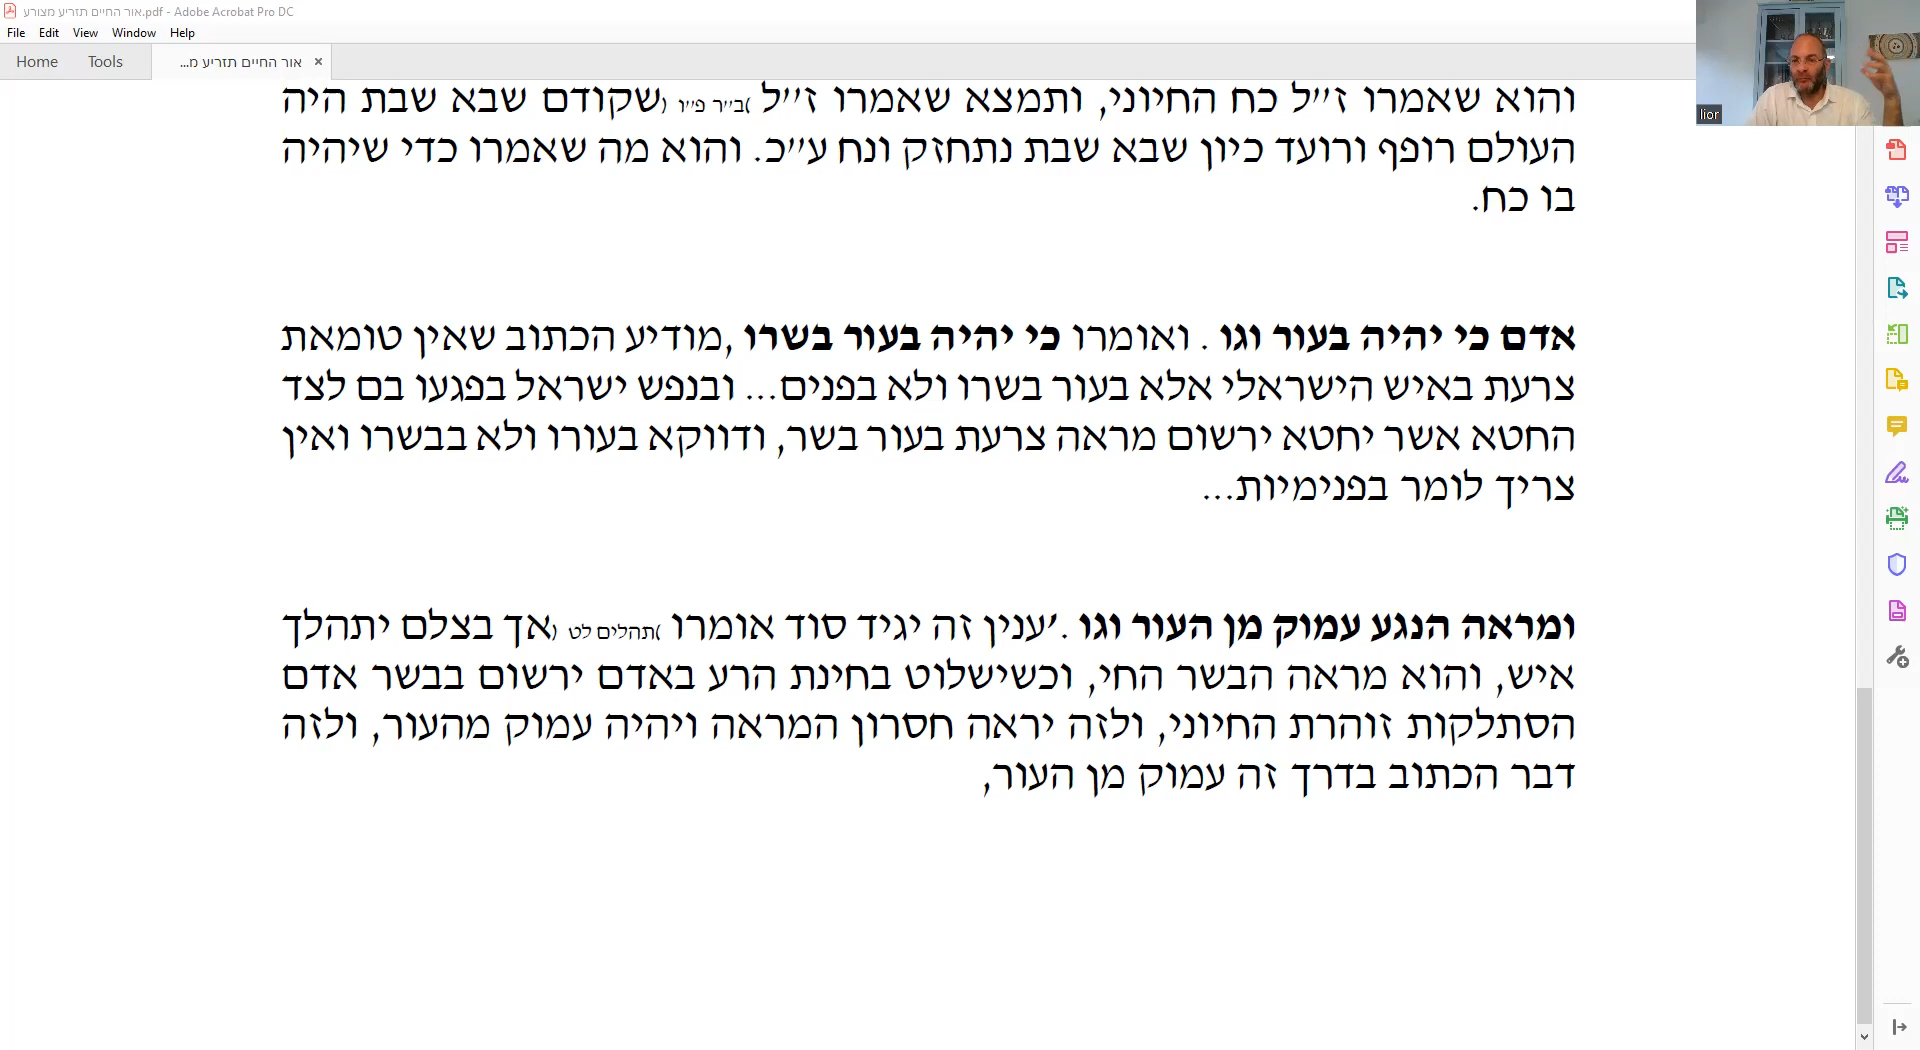 אור החיים תזריע מצורע.pdf - Adobe Acrobat Pro DC
File Edit View Window Help
Home Tools אור החיים תזריע מ... ×
lior
והוא שאמרו ז״ל כח החיוני, ותמצא שאמרו ז״ל )ב״ר פ״ו (שקודם שבא שבת היה
העולם רופף ורועד כיון שבא שבת נתחזק ונח ע״כ. והוא מה שאמרו כדי שיהיה
בו כח.
אדם כי יהיה בעור וגו . ואומרו כי יהיה בעור בשרו ,מודיע הכתוב שאין טומאת
צרעת באיש הישראלי אלא בעור בשרו ולא בפנים... ובנפש ישראל בפגעו בם לצד
החטא אשר יחטא ירשום מראה צרעת בעור בשר, ודווקא בעורו ולא בבשרו ואין
צריך לומר בפנימיות...
ומראה הנגע עמוק מן העור וגו .׳ענין זה יגיד סוד אומרו )תהלים לט (אך בצלם יתהלך
איש, והוא מראה הבשר החי, וכשישלוט בחינת הרע באדם ירשום בבשר אדם
הסתלקות זוהרת החיוני, ולזה יראה חסרון המראה ויהיה עמוק מהעור, ולזה
דבר הכתוב בדרך זה עמוק מן העור,